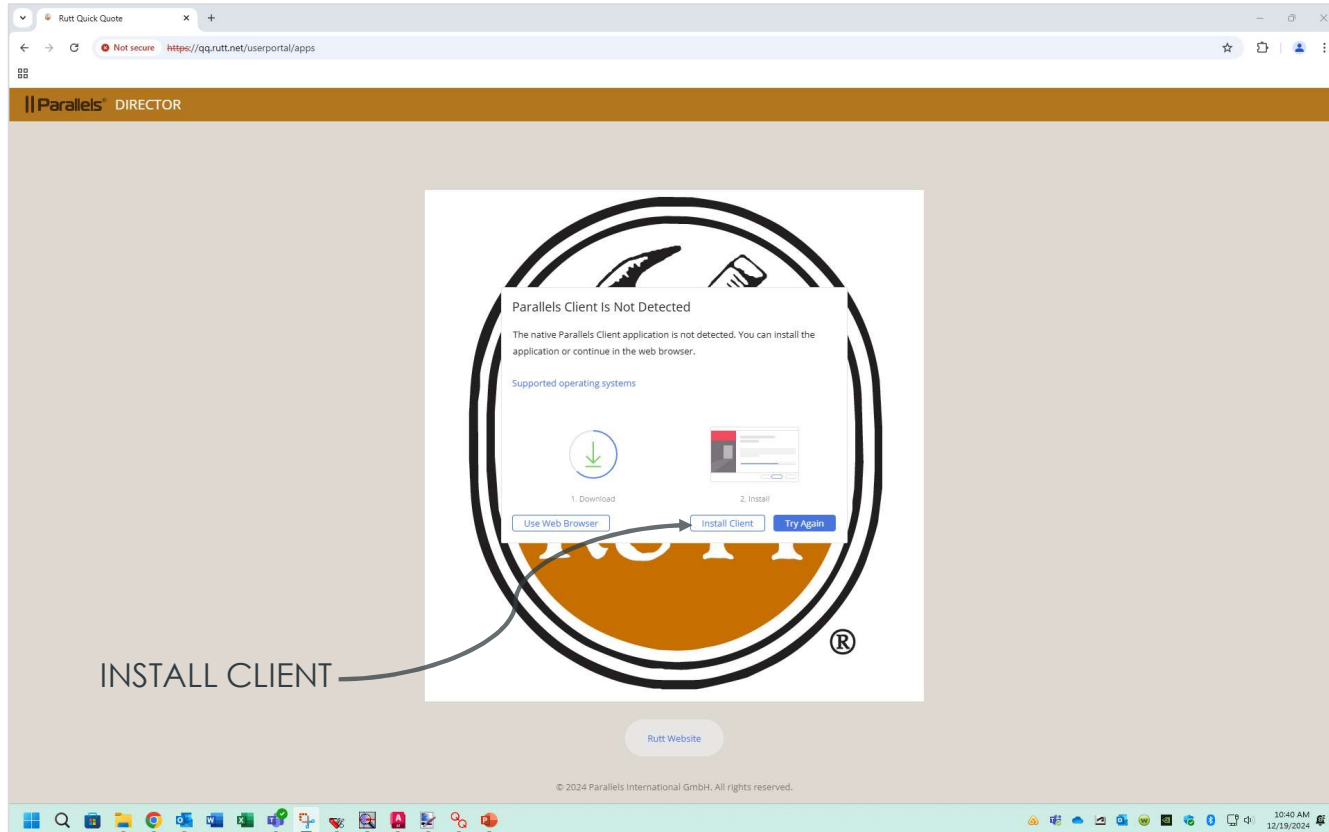 Rutt Quick Quote
Not secure https://qq.rutt.net/userportal/apps
Parallels® DIRECTOR
Parallels Client Is Not Detected
The native Parallels Client application is not detected. You can install the
application or continue in the web browser.
Supported operating systems
1. Download 2. Install
Use Web Browser Install Client Try Again
RUTT
®
INSTALL CLIENT
Rutt Website
© 2024 Parallels International GmbH. All rights reserved.
10:40 AM
12/19/2024